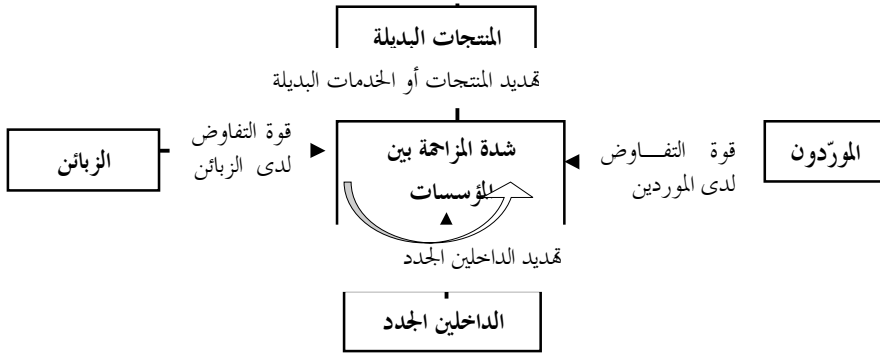 المنتجات البديلة
تهديد المنتجات أو الخدمات البديلة
المورّدون
قوة التفـــاوض
لدى الموردين
شدة المزاحمة بين
المؤسسات
قوة التفاوض
لدى الزبائن
الزبائن
تهديد الداخلين الجدد
الداخلين الجدد